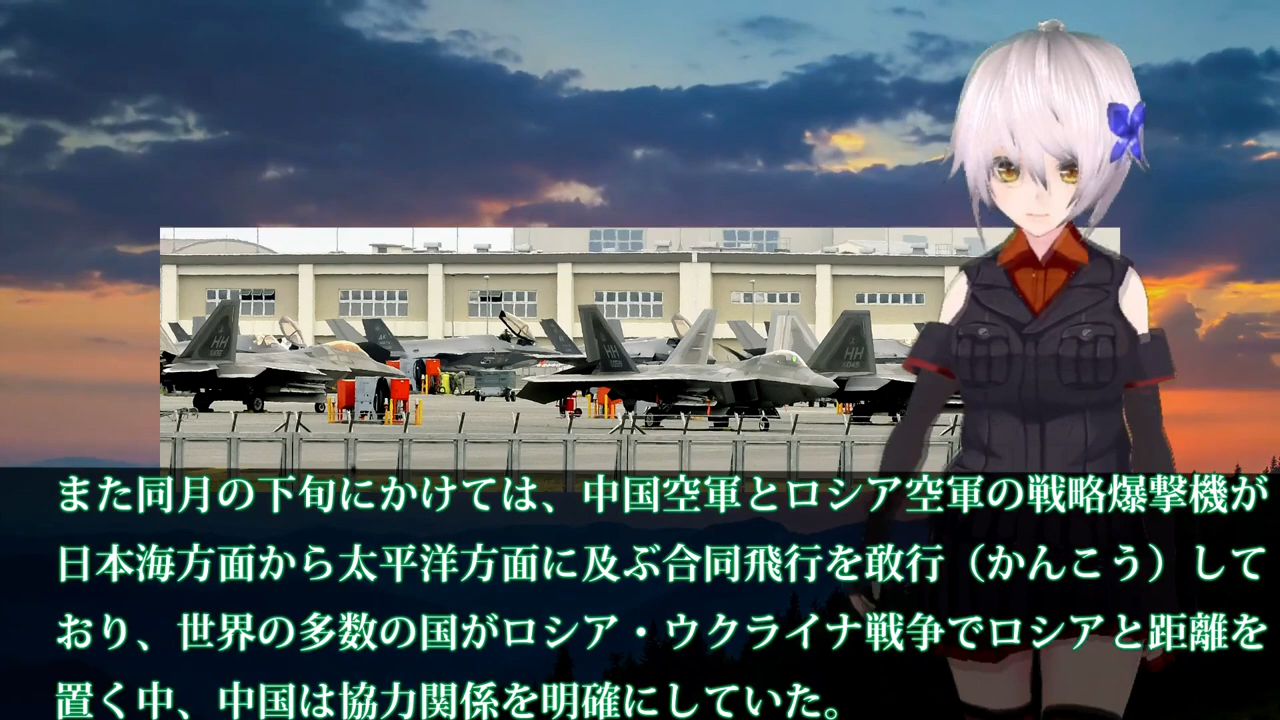 また同月の下旬にかけては、中国空軍とロシア空軍の戦略爆撃機が
日本海方面から太平洋方面に及ぶ合同飛行を敢行（かんこう）して
おり、世界の多数の国がロシア・ウクライナ戦争でロシアと距離を
置く中、中国は協力関係を明確にしていた。
HH
HH
HH
AK